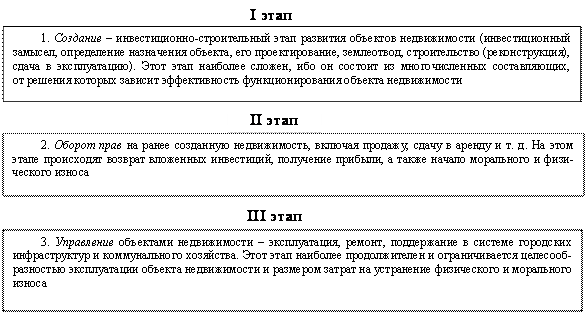 I этап
1. Создание – инвестиционно-строительный этап развития объектов недвижимости (инвестиционный
замысел, определение назначения объекта, его проектирование, землеотвод, строительство (реконструкция),
сдача в эксплуатацию). Этот этап наиболее сложен, ибо он состоит из многочисленных составляющих,
от решения которых зависит эффективность функционирования объекта недвижимости
II этап
2. Оборот прав на ранее созданную недвижимость, включая продажу, сдачу в аренду и т. д. На этом
этапе происходят возврат вложенных инвестиций, получение прибыли, а также начало морального и физи-
ческого износа
III этап
3. Управление объектами недвижимости – эксплуатация, ремонт, поддержание в системе городских
инфраструктур и коммунального хозяйства. Этот этап наиболее продолжителен и ограничивается целесооб-
разностью эксплуатации объекта недвижимости и размером затрат на устранение физического и морального
износа